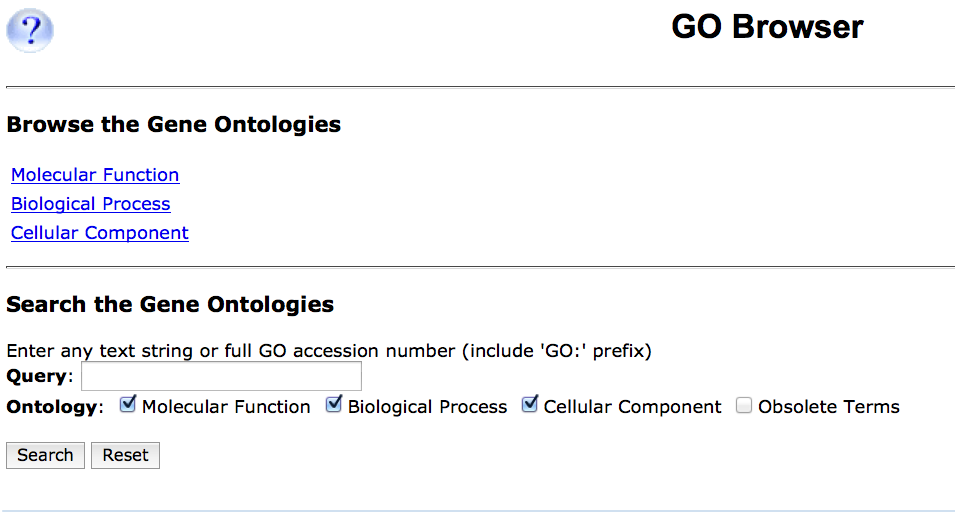 ?
GO Browser
Browse the Gene Ontologies
Molecular Function
Biological Process
Cellular Component
Search the Gene Ontologies
Enter any text string or full GO accession number (include 'GO:' prefix)
Query:
Ontology: Molecular Function Biological Process Cellular Component Obsolete Terms
Search Reset